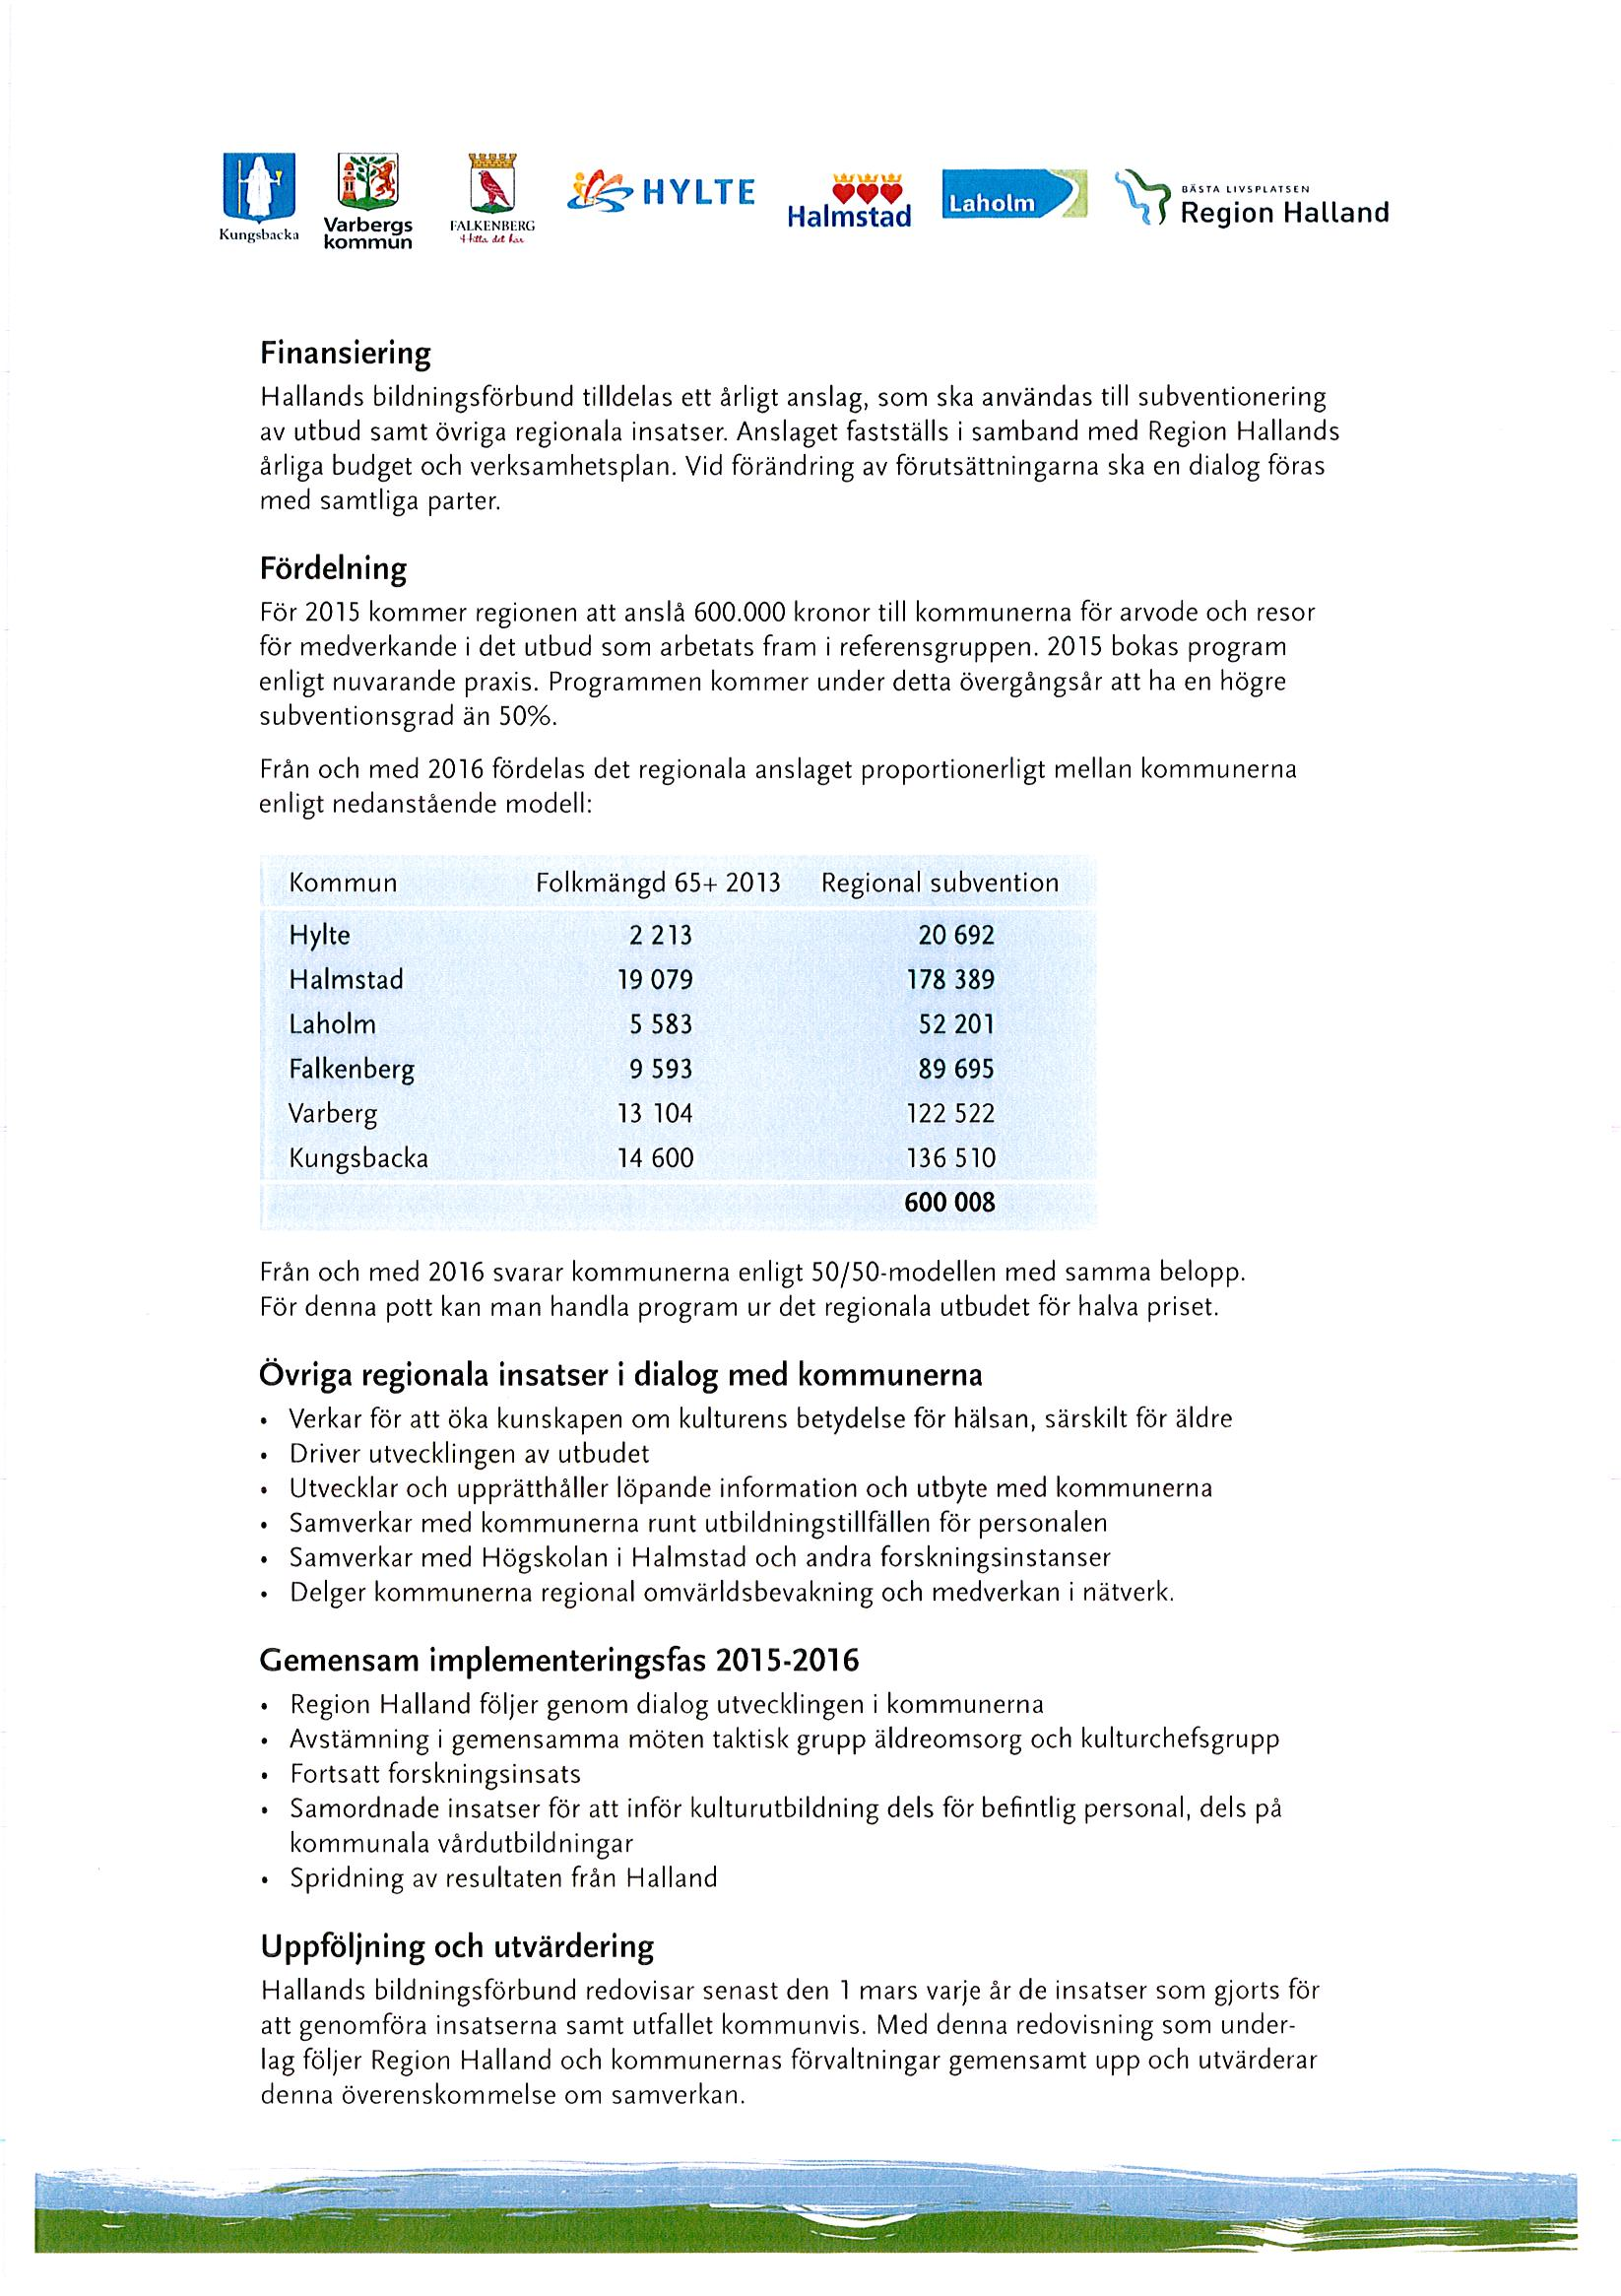 Kungsbacka
Varbergs
kommun
FALKENBERG
Hitta det här
HYLTE
Halmstad
Laholm
BÄSTA LIVSPLATSEN
Region Halland
Finansiering
Hallands bildningsförbund tilldelas ett årligt anslag, som ska användas till subventionering
av utbud samt övriga regionala insatser. Anslaget fastställs i samband med Region Hallands
årliga budget och verksamhetsplan. Vid förändring av förutsättningarna ska en dialog föras
med samtliga parter.
Fördelning
För 2015 kommer regionen att anslå 600.000 kronor till kommunerna för arvode och resor
för medverkande i det utbud som arbetats fram i referensgruppen. 2015 bokas program
enligt nuvarande praxis. Programmen kommer under detta övergångsår att ha en högre
subventionsgrad än 50%.
Från och med 2016 fördelas det regionala anslaget proportionerligt mellan kommunerna
enligt nedanstående modell:
Kommun Folkmängd 65+ 2013 Regional subvention
Hylte 2 213 20 692
Halmstad 19 079 178 389
Laholm 5 583 52 201
Falkenberg 9 593 89 695
Varberg 13 104 122 522
Kungsbacka 14 600 136 510
600 008
Från och med 2016 svarar kommunerna enligt 50/50-modellen med samma belopp.
För denna pott kan man handla program ur det regionala utbudet för halva priset.
Övriga regionala insatser i dialog med kommunerna
• Verkar för att öka kunskapen om kulturens betydelse för hälsan, särskilt för äldre
• Driver utvecklingen av utbudet
• Utvecklar och upprätthåller löpande information och utbyte med kommunerna
• Samverkar med kommunerna runt utbildningstillfällen för personalen
• Samverkar med Högskolan i Halmstad och andra forskningsinstanser
• Delger kommunerna regional omvärldsbevakning och medverkan i nätverk.
Gemensam implementeringsfas 2015-2016
• Region Halland följer genom dialog utvecklingen i kommunerna
• Avstämning i gemensamma möten taktisk grupp äldreomsorg och kulturchefsgrupp
• Fortsatt forskningsinsats
• Samordnade insatser för att inför kulturutbildning dels för befintlig personal, dels på
kommunala vårdutbildningar
• Spridning av resultaten från Halland
Uppföljning och utvärdering
Hallands bildningsförbund redovisar senast den 1 mars varje år de insatser som gjorts för
att genomföra insatserna samt utfallet kommunvis. Med denna redovisning som under-
lag följer Region Halland och kommunernas förvaltningar gemensamt upp och utvärderar
denna överenskommelse om samverkan.